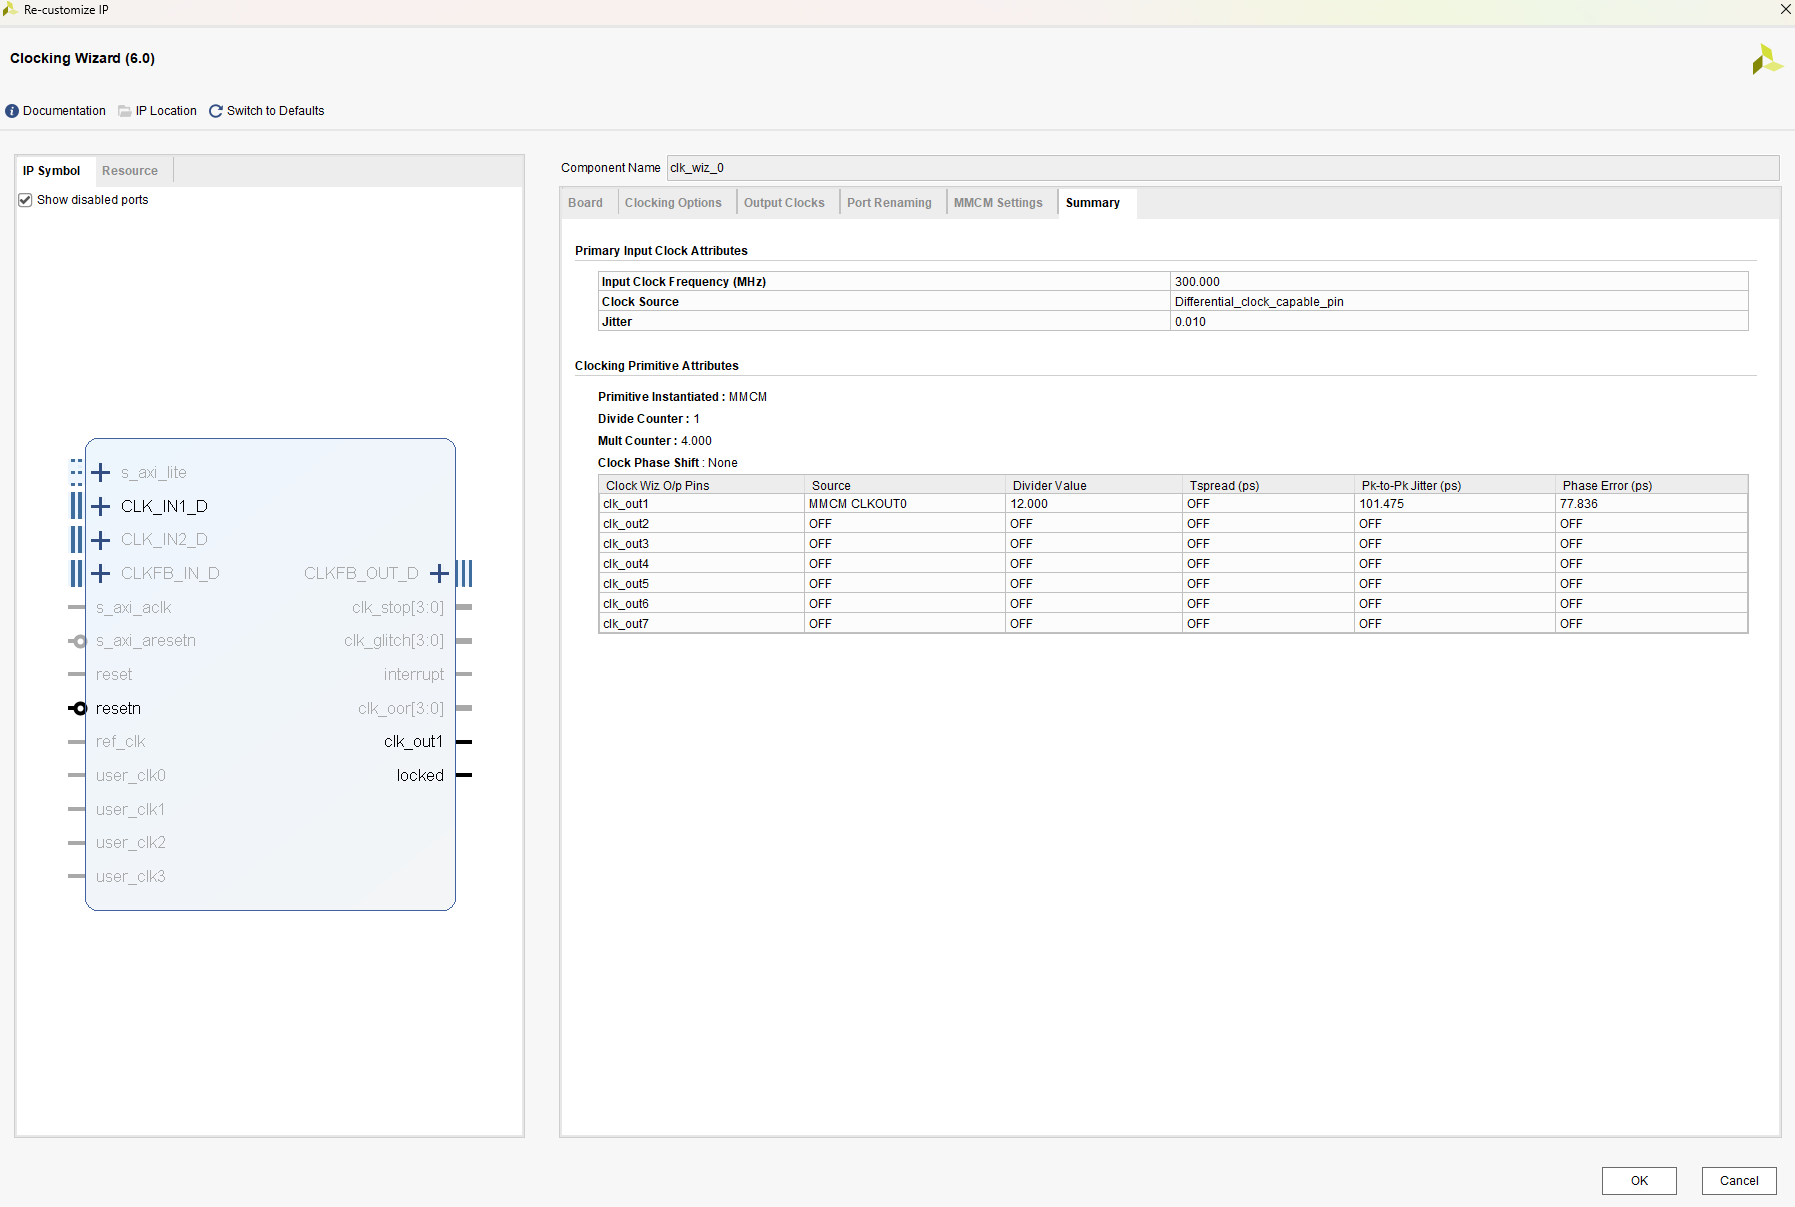 Re-customize IP
Clocking Wizard (6.0)
Documentation IP Location Switch to Defaults
IP Symbol Resource
Show disabled ports
s_axi_lite
CLK_IN1_D
CLK_IN2_D
CLKFB_IN_D CLKFB_OUT_D
s_axi_aclk clk_stop[3:0]
s_axi_aresetn clk_glitch[3:0]
reset interrupt
resetn clk_oor[3:0]
ref_clk clk_out1
user_clk0 locked
user_clk1
user_clk2
user_clk3
Component Name clk_wiz_0
Board Clocking Options Output Clocks Port Renaming MMCM Settings Summary
Primary Input Clock Attributes
Input Clock Frequency (MHz) 300.000
Clock Source Differential_clock_capable_pin
Jitter 0.010
Clocking Primitive Attributes
Primitive Instantiated : MMCM
Divide Counter : 1
Mult Counter : 4.000
Clock Phase Shift : None
Clock Wiz O/p Pins Source Divider Value Tspread (ps) Pk-to-Pk Jitter (ps) Phase Error (ps)
clk_out1 MMCM CLKOUT0 12.000 OFF 101.475 77.836
clk_out2 OFF OFF OFF OFF OFF
clk_out3 OFF OFF OFF OFF OFF
clk_out4 OFF OFF OFF OFF OFF
clk_out5 OFF OFF OFF OFF OFF
clk_out6 OFF OFF OFF OFF OFF
clk_out7 OFF OFF OFF OFF OFF
OK Cancel